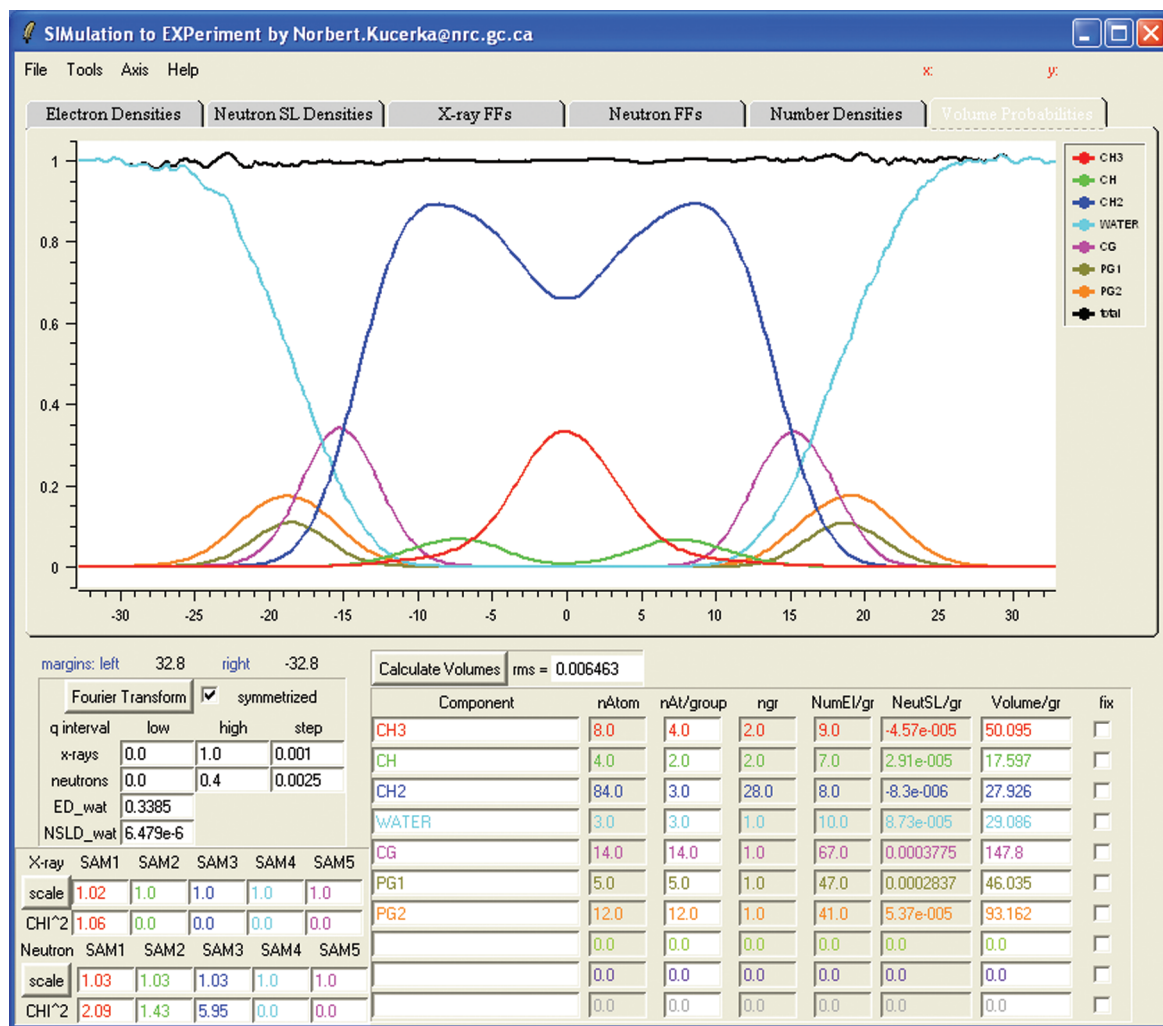 SIMulation to EXPeriment by Norbert.Kucerka@nrc.gc.ca
File Tools Axis Help x: y:
Electron Densities Neutron SL Densities X-ray FFs Neutron FFs Number Densities Volume Probabilities
1
0.8
0.6
0.4
0.2
0
-30 -25 -20 -15 -10 -5 0 5 10 15 20 25 30
CH3
CH
CH2
WATER
CG
PG1
PG2
total
margins: left 32.8 right -32.8
Fourier Transform symmetrized
q interval low high step
x-rays 0.0 1.0 0.001
neutrons 0.0 0.4 0.0025
ED_wat 0.3385
NSLD_wat 6.479e-6
X-ray SAM1 SAM2 SAM3 SAM4 SAM5
scale 1.02 1.0 1.0 1.0 1.0
CHI^2 1.06 0.0 0.0 0.0 0.0
Neutron SAM1 SAM2 SAM3 SAM4 SAM5
scale 1.03 1.03 1.03 1.0 1.0
CHI^2 2.09 1.43 5.95 0.0 0.0
Calculate Volumes rms = 0.006463
Component nAtom nAt/group ngr NumEl/gr NeutSL/gr Volume/gr fix
CH3 8.0 4.0 2.0 9.0 -4.57e-005 50.095
CH 4.0 2.0 2.0 7.0 2.91e-005 17.597
CH2 84.0 3.0 28.0 8.0 -8.3e-006 27.926
WATER 3.0 3.0 1.0 10.0 8.73e-005 29.086
CG 14.0 14.0 1.0 67.0 0.0003775 147.8
PG1 5.0 5.0 1.0 47.0 0.0002837 46.035
PG2 12.0 12.0 1.0 41.0 5.37e-005 93.162
0.0 0.0 0.0 0.0 0.0 0.0
0.0 0.0 0.0 0.0 0.0 0.0
0.0 0.0 0.0 0.0 0.0 0.0